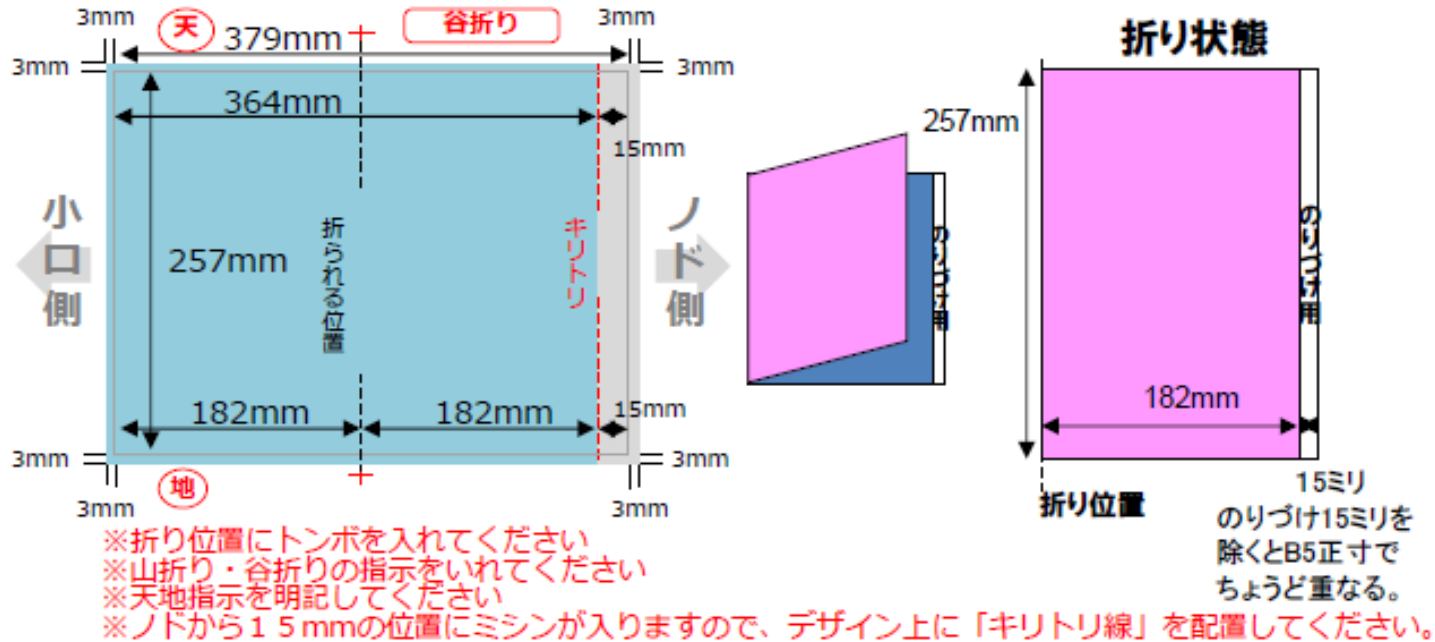 3mm
天
379mm
谷折り
3mm
折り状態
3mm
3mm
364mm
15mm
257mm
小口側
257mm
折られる位置
キリトリ
ノド側
のりづけ用
のりづけ用
182mm
182mm
15mm
182mm
3mm
3mm
地
3mm
3mm
折り位置
15ミリ
のりづけ15ミリを
除くとB5正寸で
ちょうど重なる。
※折り位置にトンボを入れてください
※山折り・谷折りの指示をいれてください
※天地指示を明記してください
※ノドから１５mmの位置にミシンが入りますので、デザイン上に「キリトリ線」を配置してください。